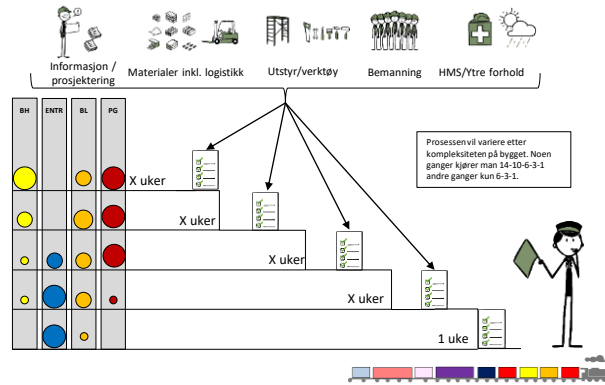 Informasjon /
prosjektering
Materialer inkl. logistikk
Utstyr/verktøy
Bemanning
HMS/Ytre forhold
BH
ENTR
BL
PG
Prosessen vil variere etter
kompleksiteten på bygget. Noen
ganger kjører man 14-10-6-3-1
andre ganger kun 6-3-1.
X uker
X uker
X uker
X uker
1 uke